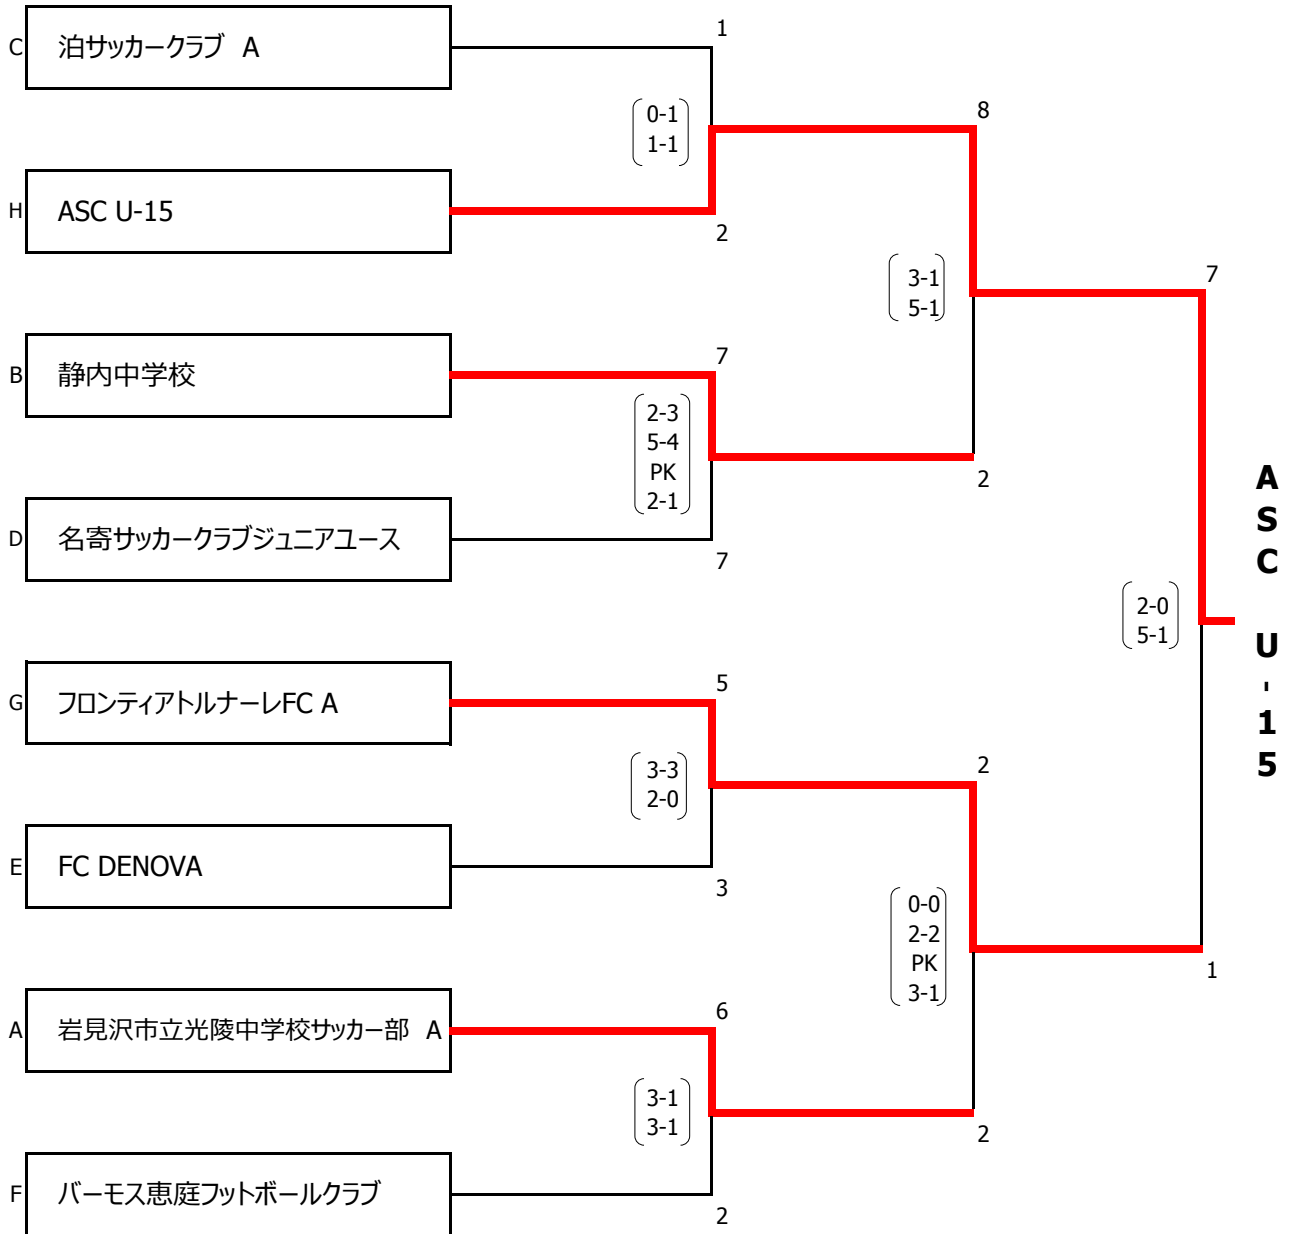 C 泊サッカークラブ A
1
0-1
1-1
8
H ASC U-15
2
3-1
5-1
7
B 静内中学校
7
2-3
5-4
PK
2-1
2
D 名寄サッカークラブジュニアユース
7
ASC U-15
2-0
5-1
G フロンティアトルナーレFC A
5
3-3
2-0
2
E FC DENOVA
3
0-0
2-2
PK
3-1
1
A 岩見沢市立光陵中学校サッカー部 A
6
3-1
3-1
2
F バーモス恵庭フットボールクラブ
2